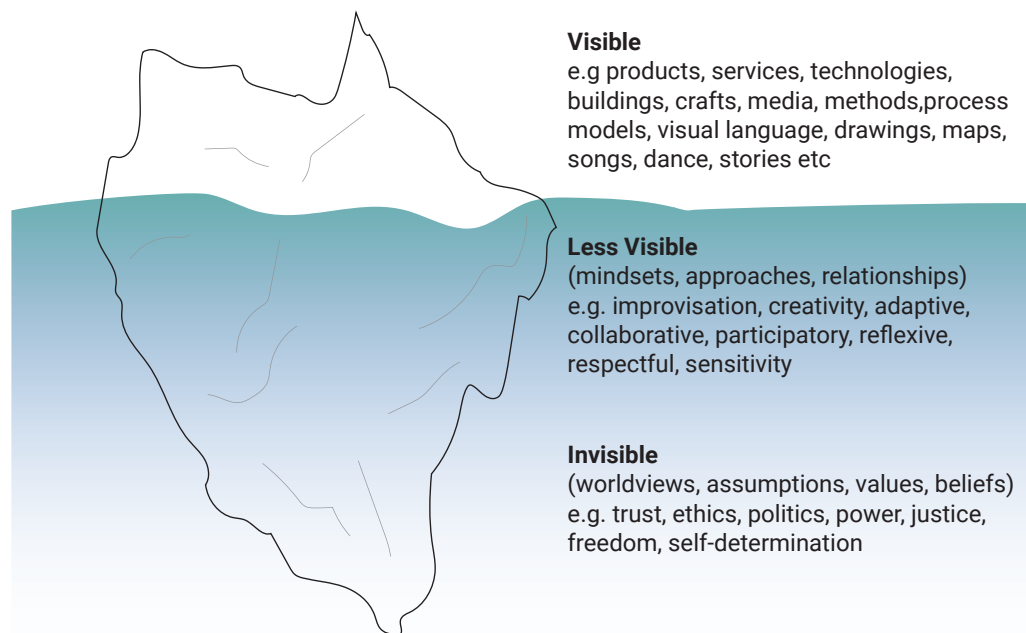 Visible
e.g products, services, technologies,
buildings, crafts, media, methods,process
models, visual language, drawings, maps,
songs, dance, stories etc
Less Visible
(mindsets, approaches, relationships)
e.g. improvisation, creativity, adaptive,
collaborative, participatory, reflexive,
respectful, sensitivity
Invisible
(worldviews, assumptions, values, beliefs)
e.g. trust, ethics, politics, power, justice,
freedom, self-determination